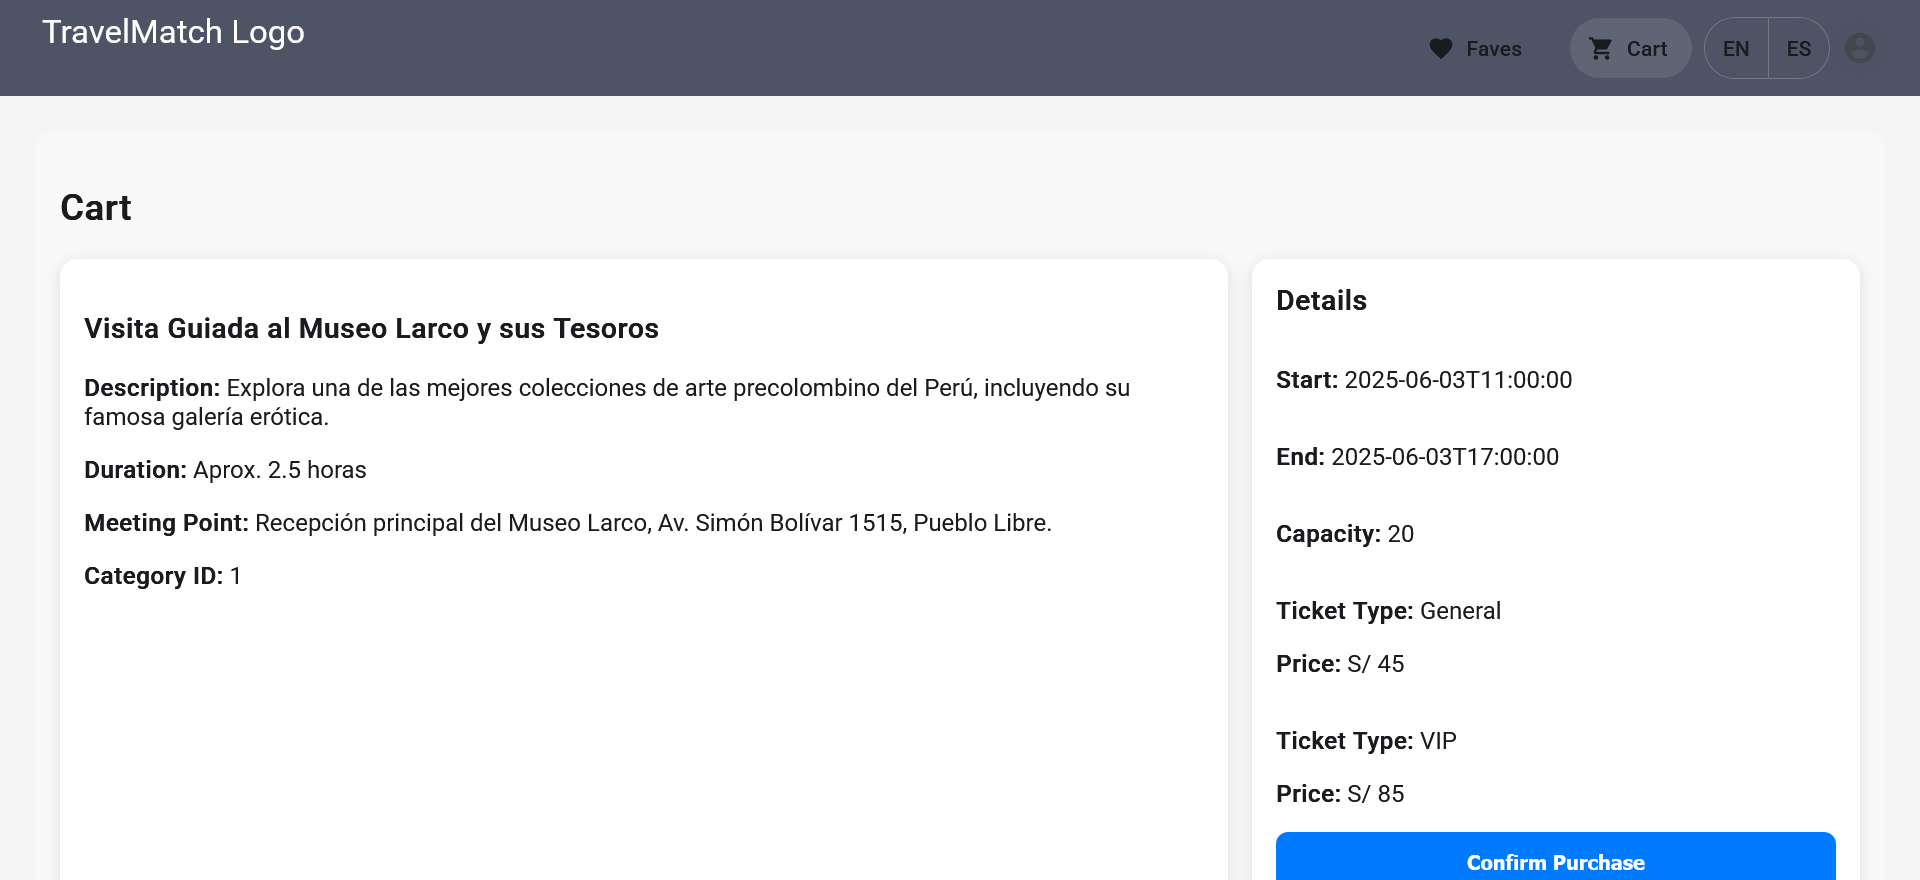 TravelMatch Logo
Faves
Cart
EN
ES
Cart
Visita Guiada al Museo Larco y sus Tesoros
Description: Explora una de las mejores colecciones de arte precolombino del Perú, incluyendo su
famosa galería erótica.
Duration: Aprox. 2.5 horas
Meeting Point: Recepción principal del Museo Larco, Av. Simón Bolívar 1515, Pueblo Libre.
Category ID: 1
Details
Start: 2025-06-03T11:00:00
End: 2025-06-03T17:00:00
Capacity: 20
Ticket Type: General
Price: S/ 45
Ticket Type: VIP
Price: S/ 85
Confirm Purchase